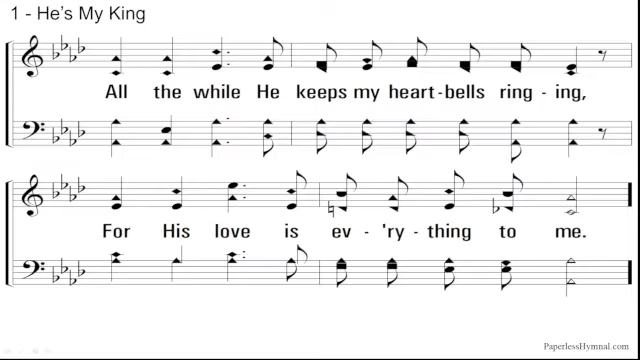 1 - He's My King
All the while He keeps my heart-bells ring - ing,
For His love is ev - 'ry - thing to me.
PaperlessHymnal.com